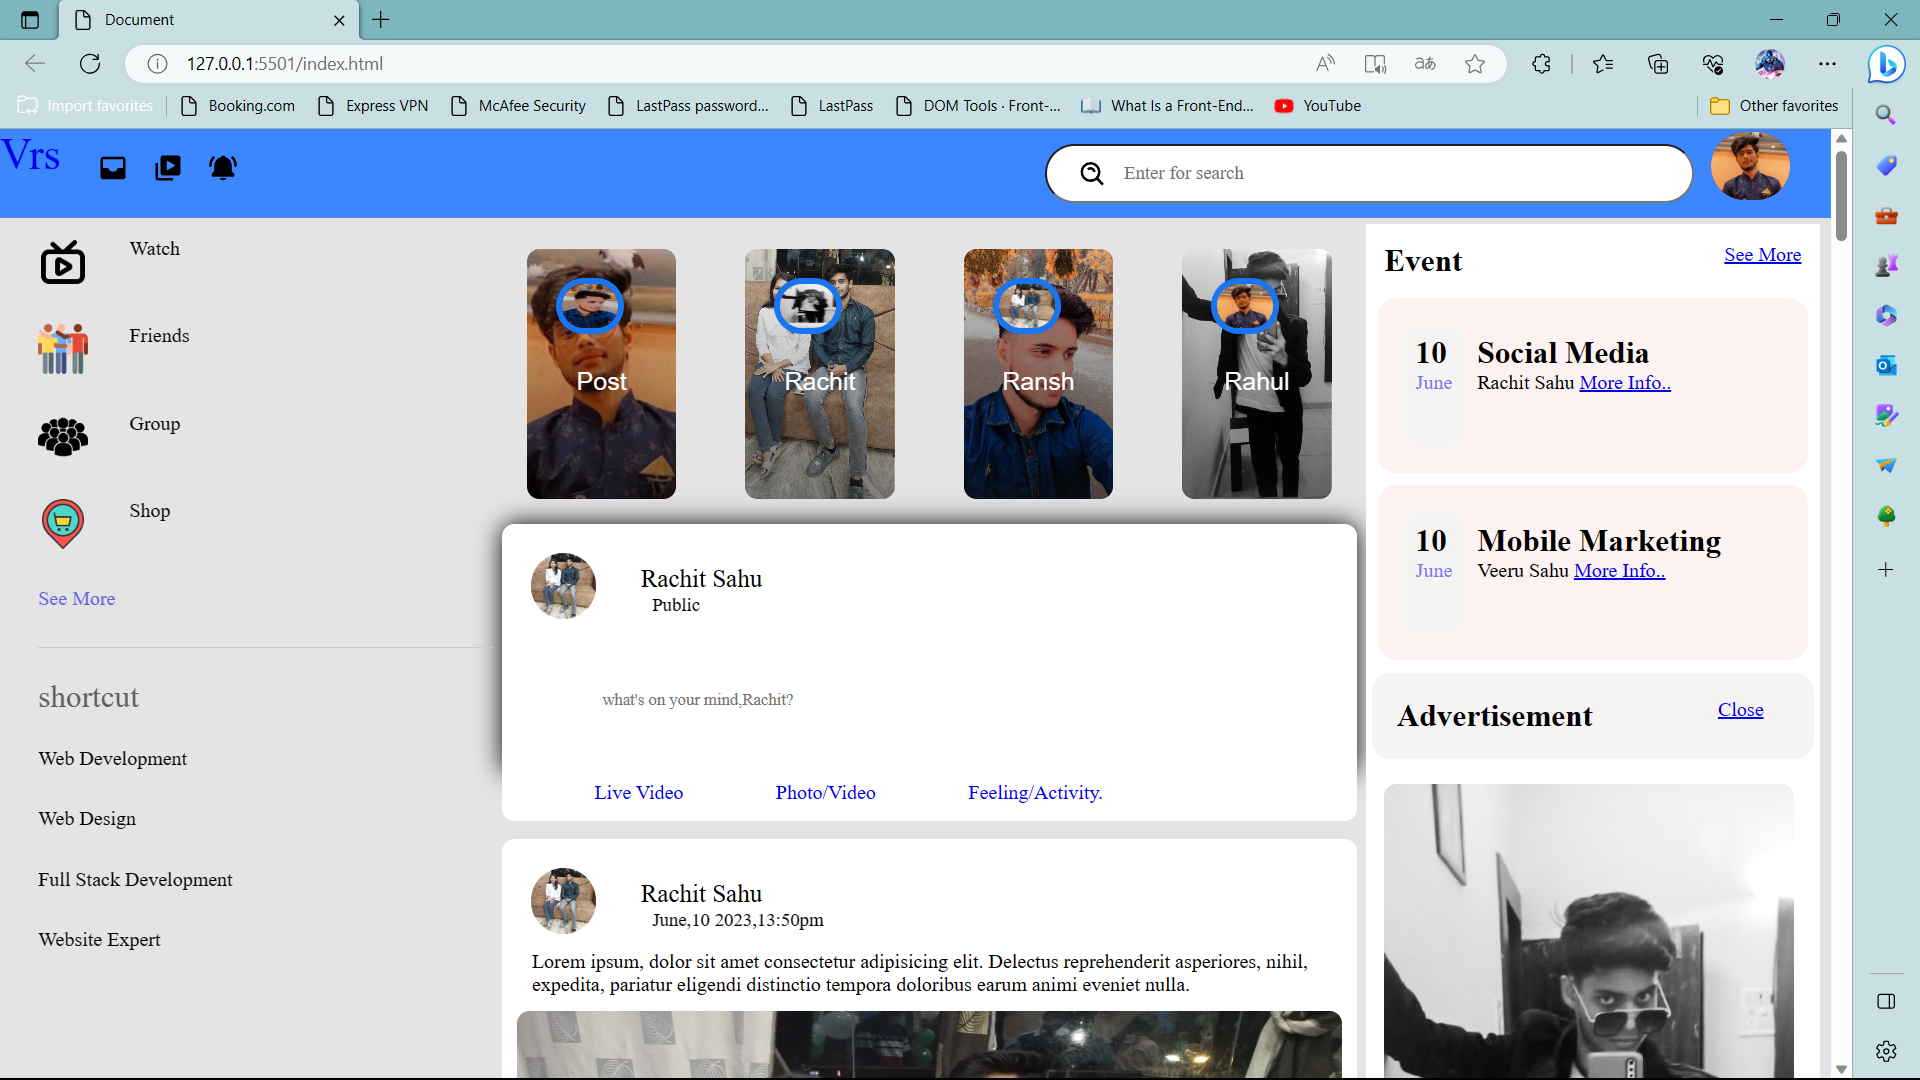 Document
127.0.0.1:5501/index.html
Import favorites
Booking.com
Express VPN
McAfee Security
LastPass password...
LastPass
DOM Tools · Front-...
What Is a Front-End...
YouTube
Other favorites
Vrs
Enter for search
Watch
Friends
Group
Shop
See More
shortcut
Web Development
Web Design
Full Stack Development
Website Expert
Post
Rachit
Ransh
Rahul
Rachit Sahu
Public
what's on your mind,Rachit?
Live Video
Photo/Video
Feeling/Activity.
Rachit Sahu
June,10 2023,13:50pm
Lorem ipsum, dolor sit amet consectetur adipisicing elit. Delectus reprehenderit asperiores, nihil,
expedita, pariatur eligendi distinctio tempora doloribus earum animi eveniet nulla.
Event
See More
10
June
Social Media
Rachit Sahu More Info..
10
June
Mobile Marketing
Veeru Sahu More Info..
Advertisement
Close